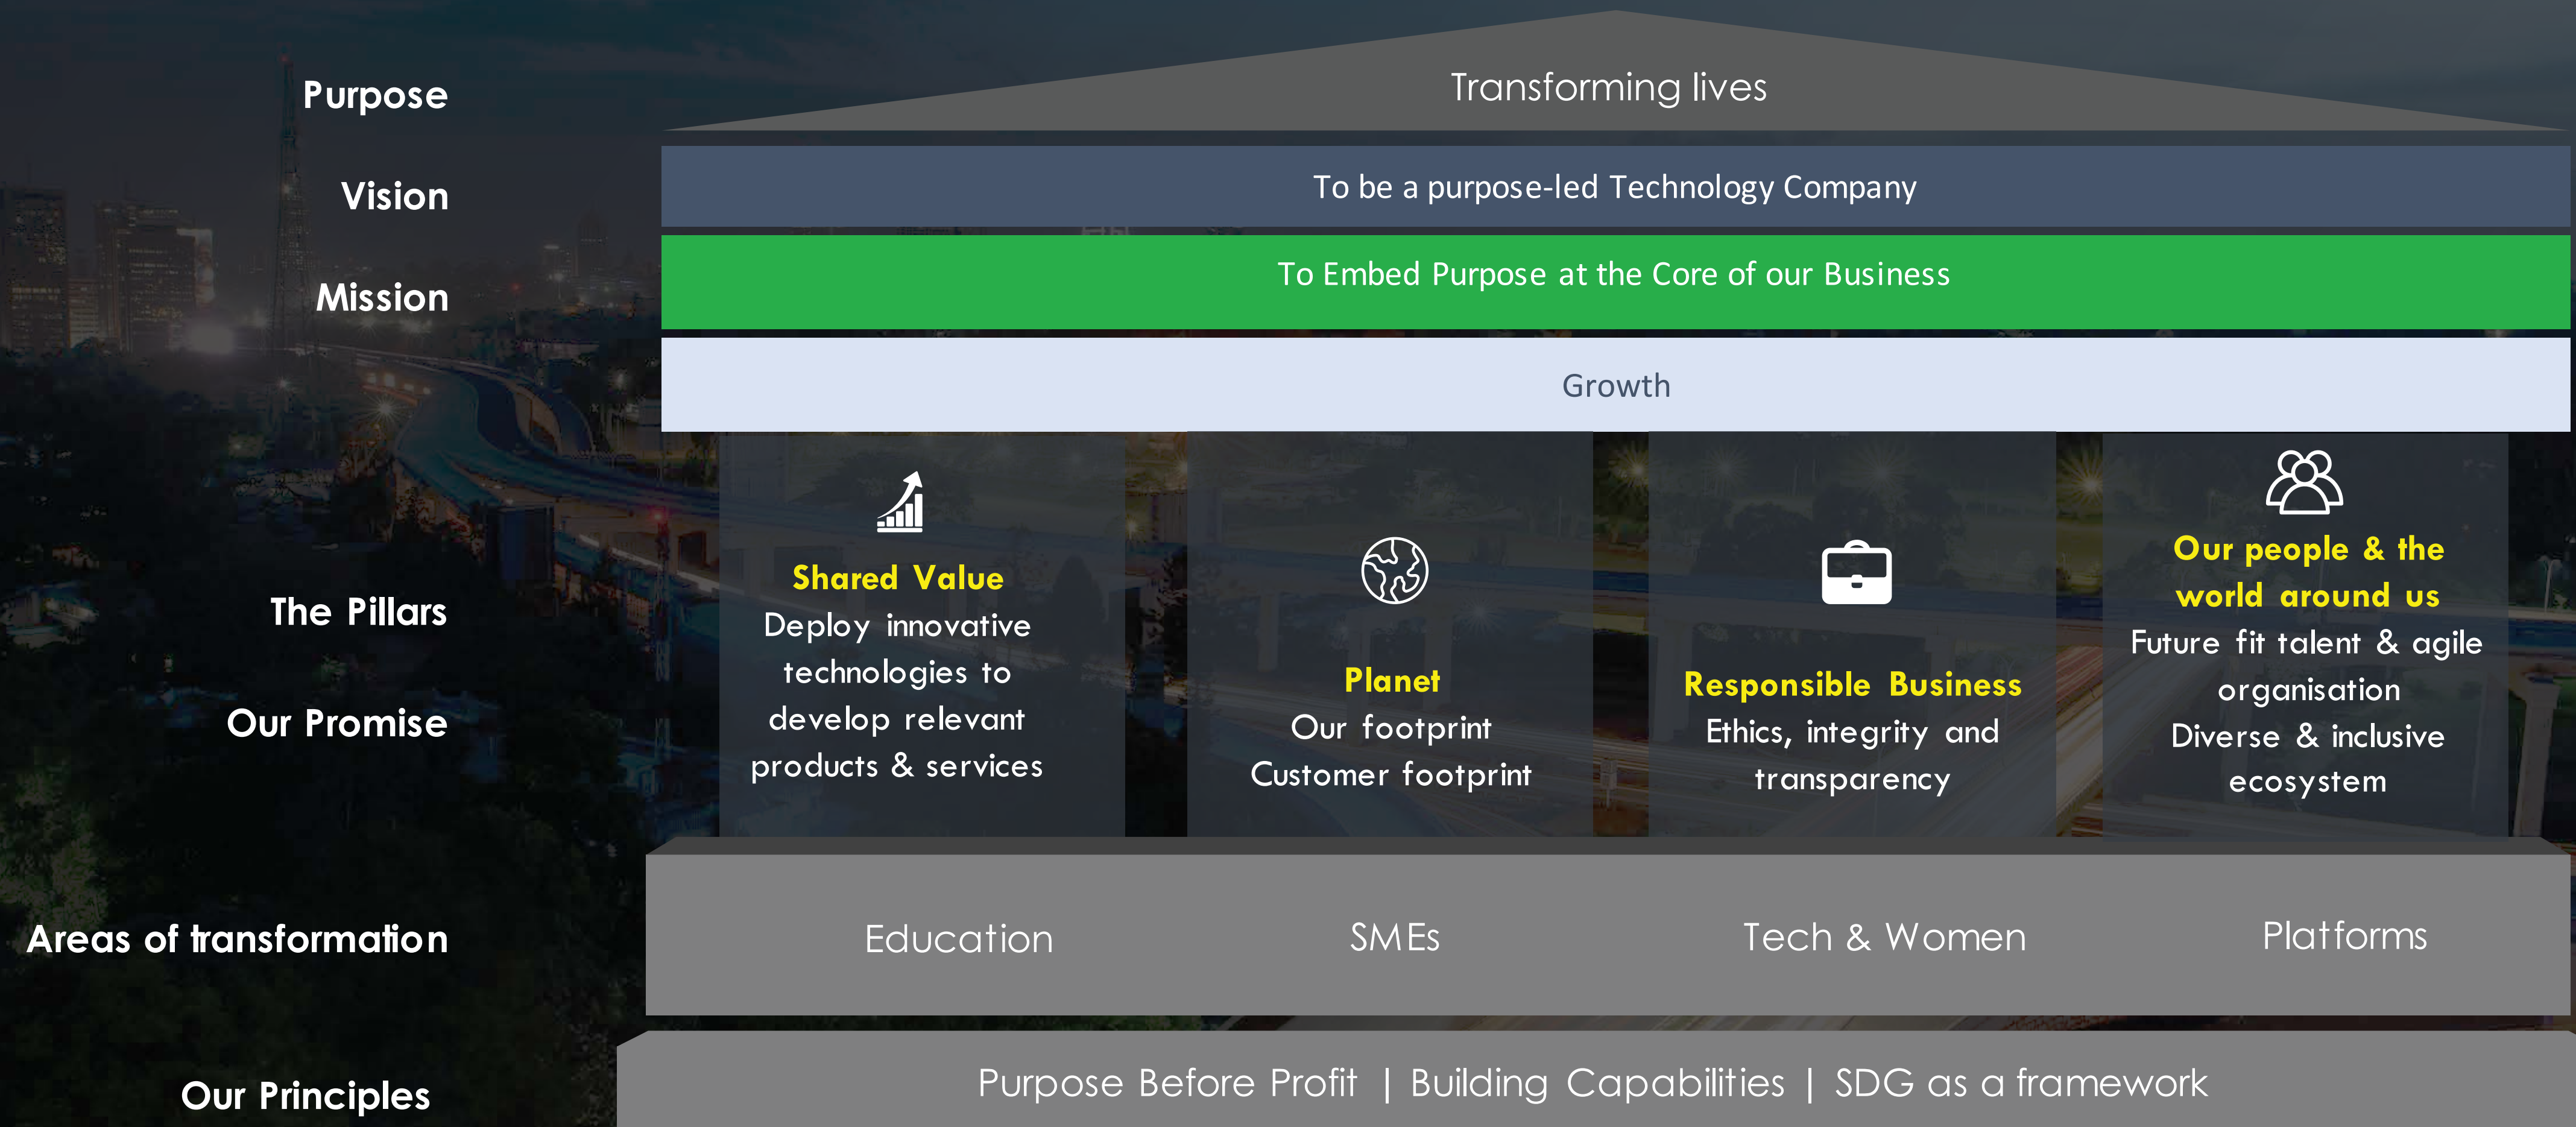 Purpose
Transforming lives
Vision
To be a purpose-led Technology Company
Mission
To Embed Purpose at the Core of our Business
Growth
The Pillars
Our Promise
Shared Value
Deploy innovative
technologies to
develop relevant
products & services
Planet
Our footprint
Customer footprint
Responsible Business
Ethics, integrity and
transparency
Our people & the
world around us
Future fit talent & agile
organisation
Diverse & inclusive
ecosystem
Areas of transformation
Education
SMEs
Tech & Women
Platforms
Our Principles
Purpose Before Profit | Building Capabilities | SDG as a framework